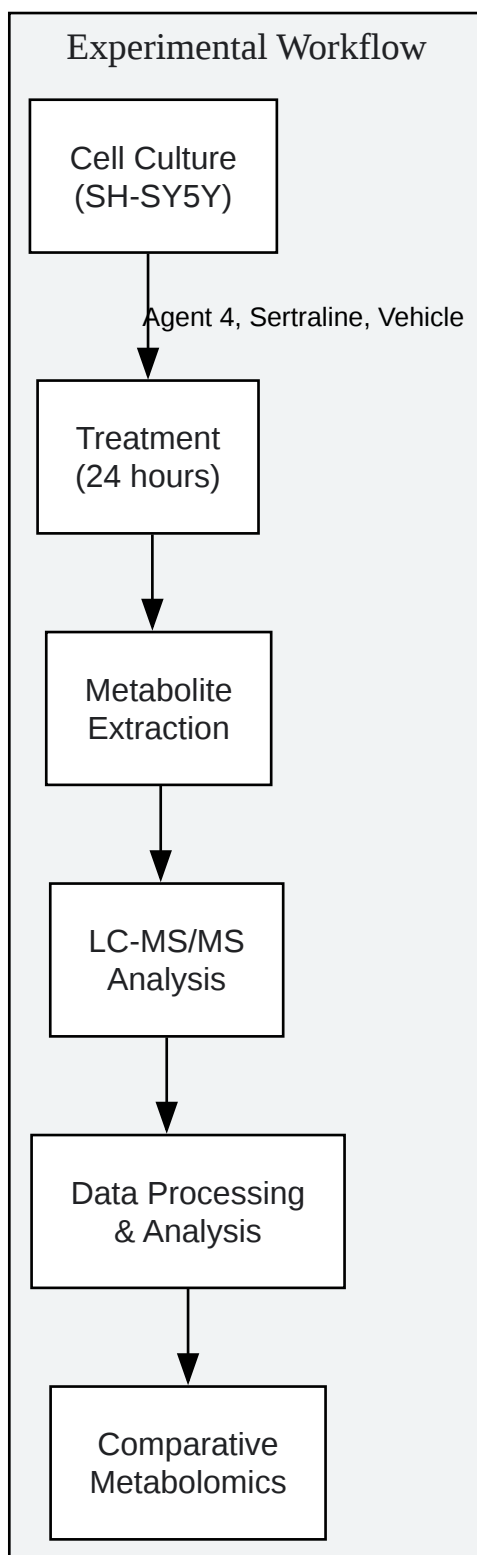 Experimental Workflow
Cell Culture
(SH-SY5Y)
Agent 4, Sertraline, Vehicle
Treatment
(24 hours)
Metabolite
Extraction
LC-MS/MS
Analysis
Data Processing
& Analysis
Comparative
Metabolomics